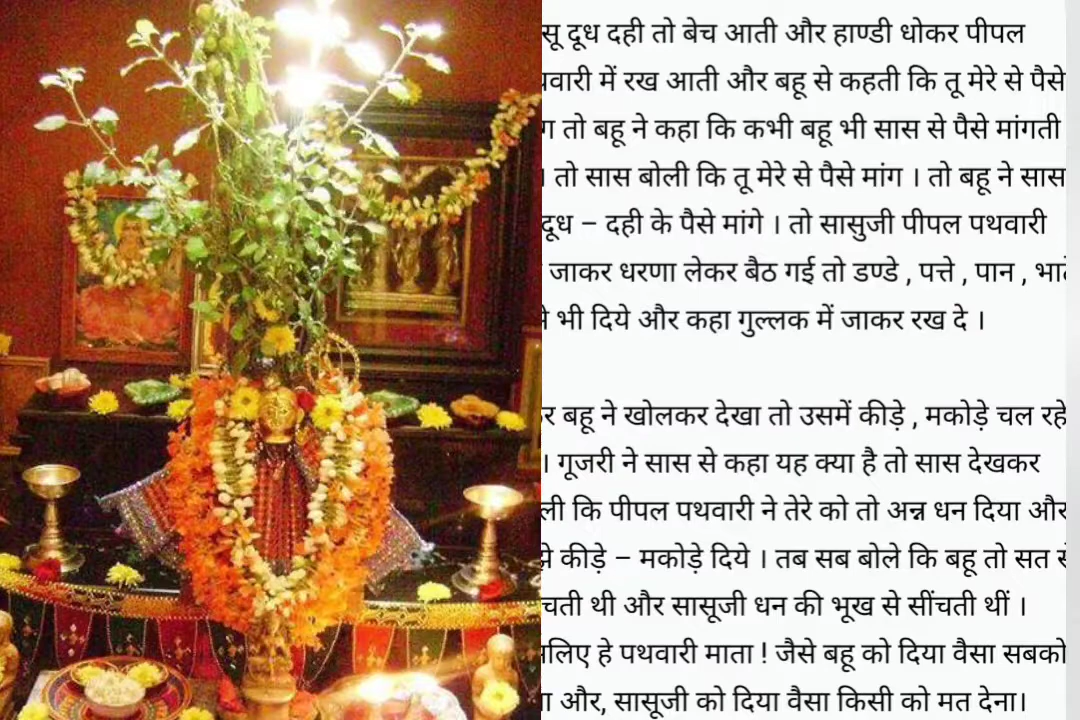 दूध दही तो बेच आती और हाण्डी धोकर पीपल
में रख आती और बहू से कहती कि तू मेरे से पैसे
तो बहू ने कहा कि कभी बहू भी सास से पैसे मांगती
। तो सास बोली कि तू मेरे से पैसे मांग । तो बहू ने सास
दूध – दही के पैसे मांगे । तो सासुजी पीपल पथवारी
जाकर धरणा लेकर बैठ गई तो डण्डे , पत्ते , पान ,
भी दिये और कहा गुल्लक में जाकर रख दे ।
बहू ने खोलकर देखा तो उसमें कीड़े , मकोड़े चल रहे
। गूजरी ने सास से कहा यह क्या है तो सास देखकर
कि पीपल पथवारी ने तेरे को तो अन्न धन दिया और
कीड़े – मकोड़े दिये । तब सब बोले कि बहू तो सत
थी और सासूजी धन की भूख से सींचती थीं ।
हे पथवारी माता ! जैसे बहू को दिया वैसा सबको
और, सासूजी को दिया वैसा किसी को मत देना।